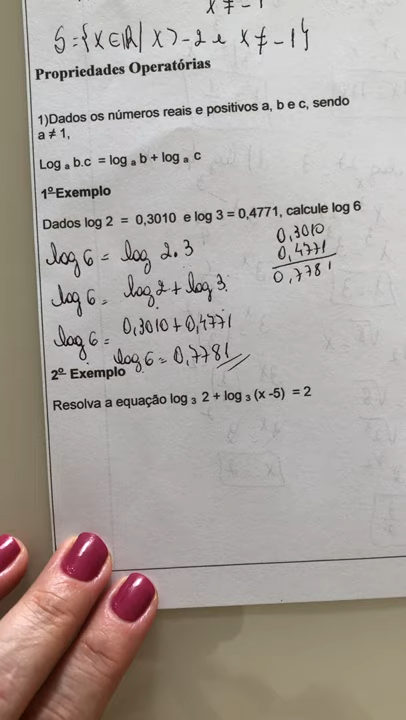 x ≠ -1
S = {x ∈ ℝ | x > -2 e x ≠ -1}
Propriedades Operatórias
1)Dados os números reais e positivos a, b e c, sendo
a ≠ 1,
Log a b.c = log a b + log a c
1º Exemplo
Dados log 2 = 0,3010 e log 3 = 0,4771, calcule log 6
log 6 = log 2.3
log 6 = log 2 + log 3
log 6 = 0,3010 + 0,4771
log 6 = 0,7781
0,3010
0,4771
0,7781
2º Exemplo
Resolva a equação log 3 2 + log 3 (x -5) = 2